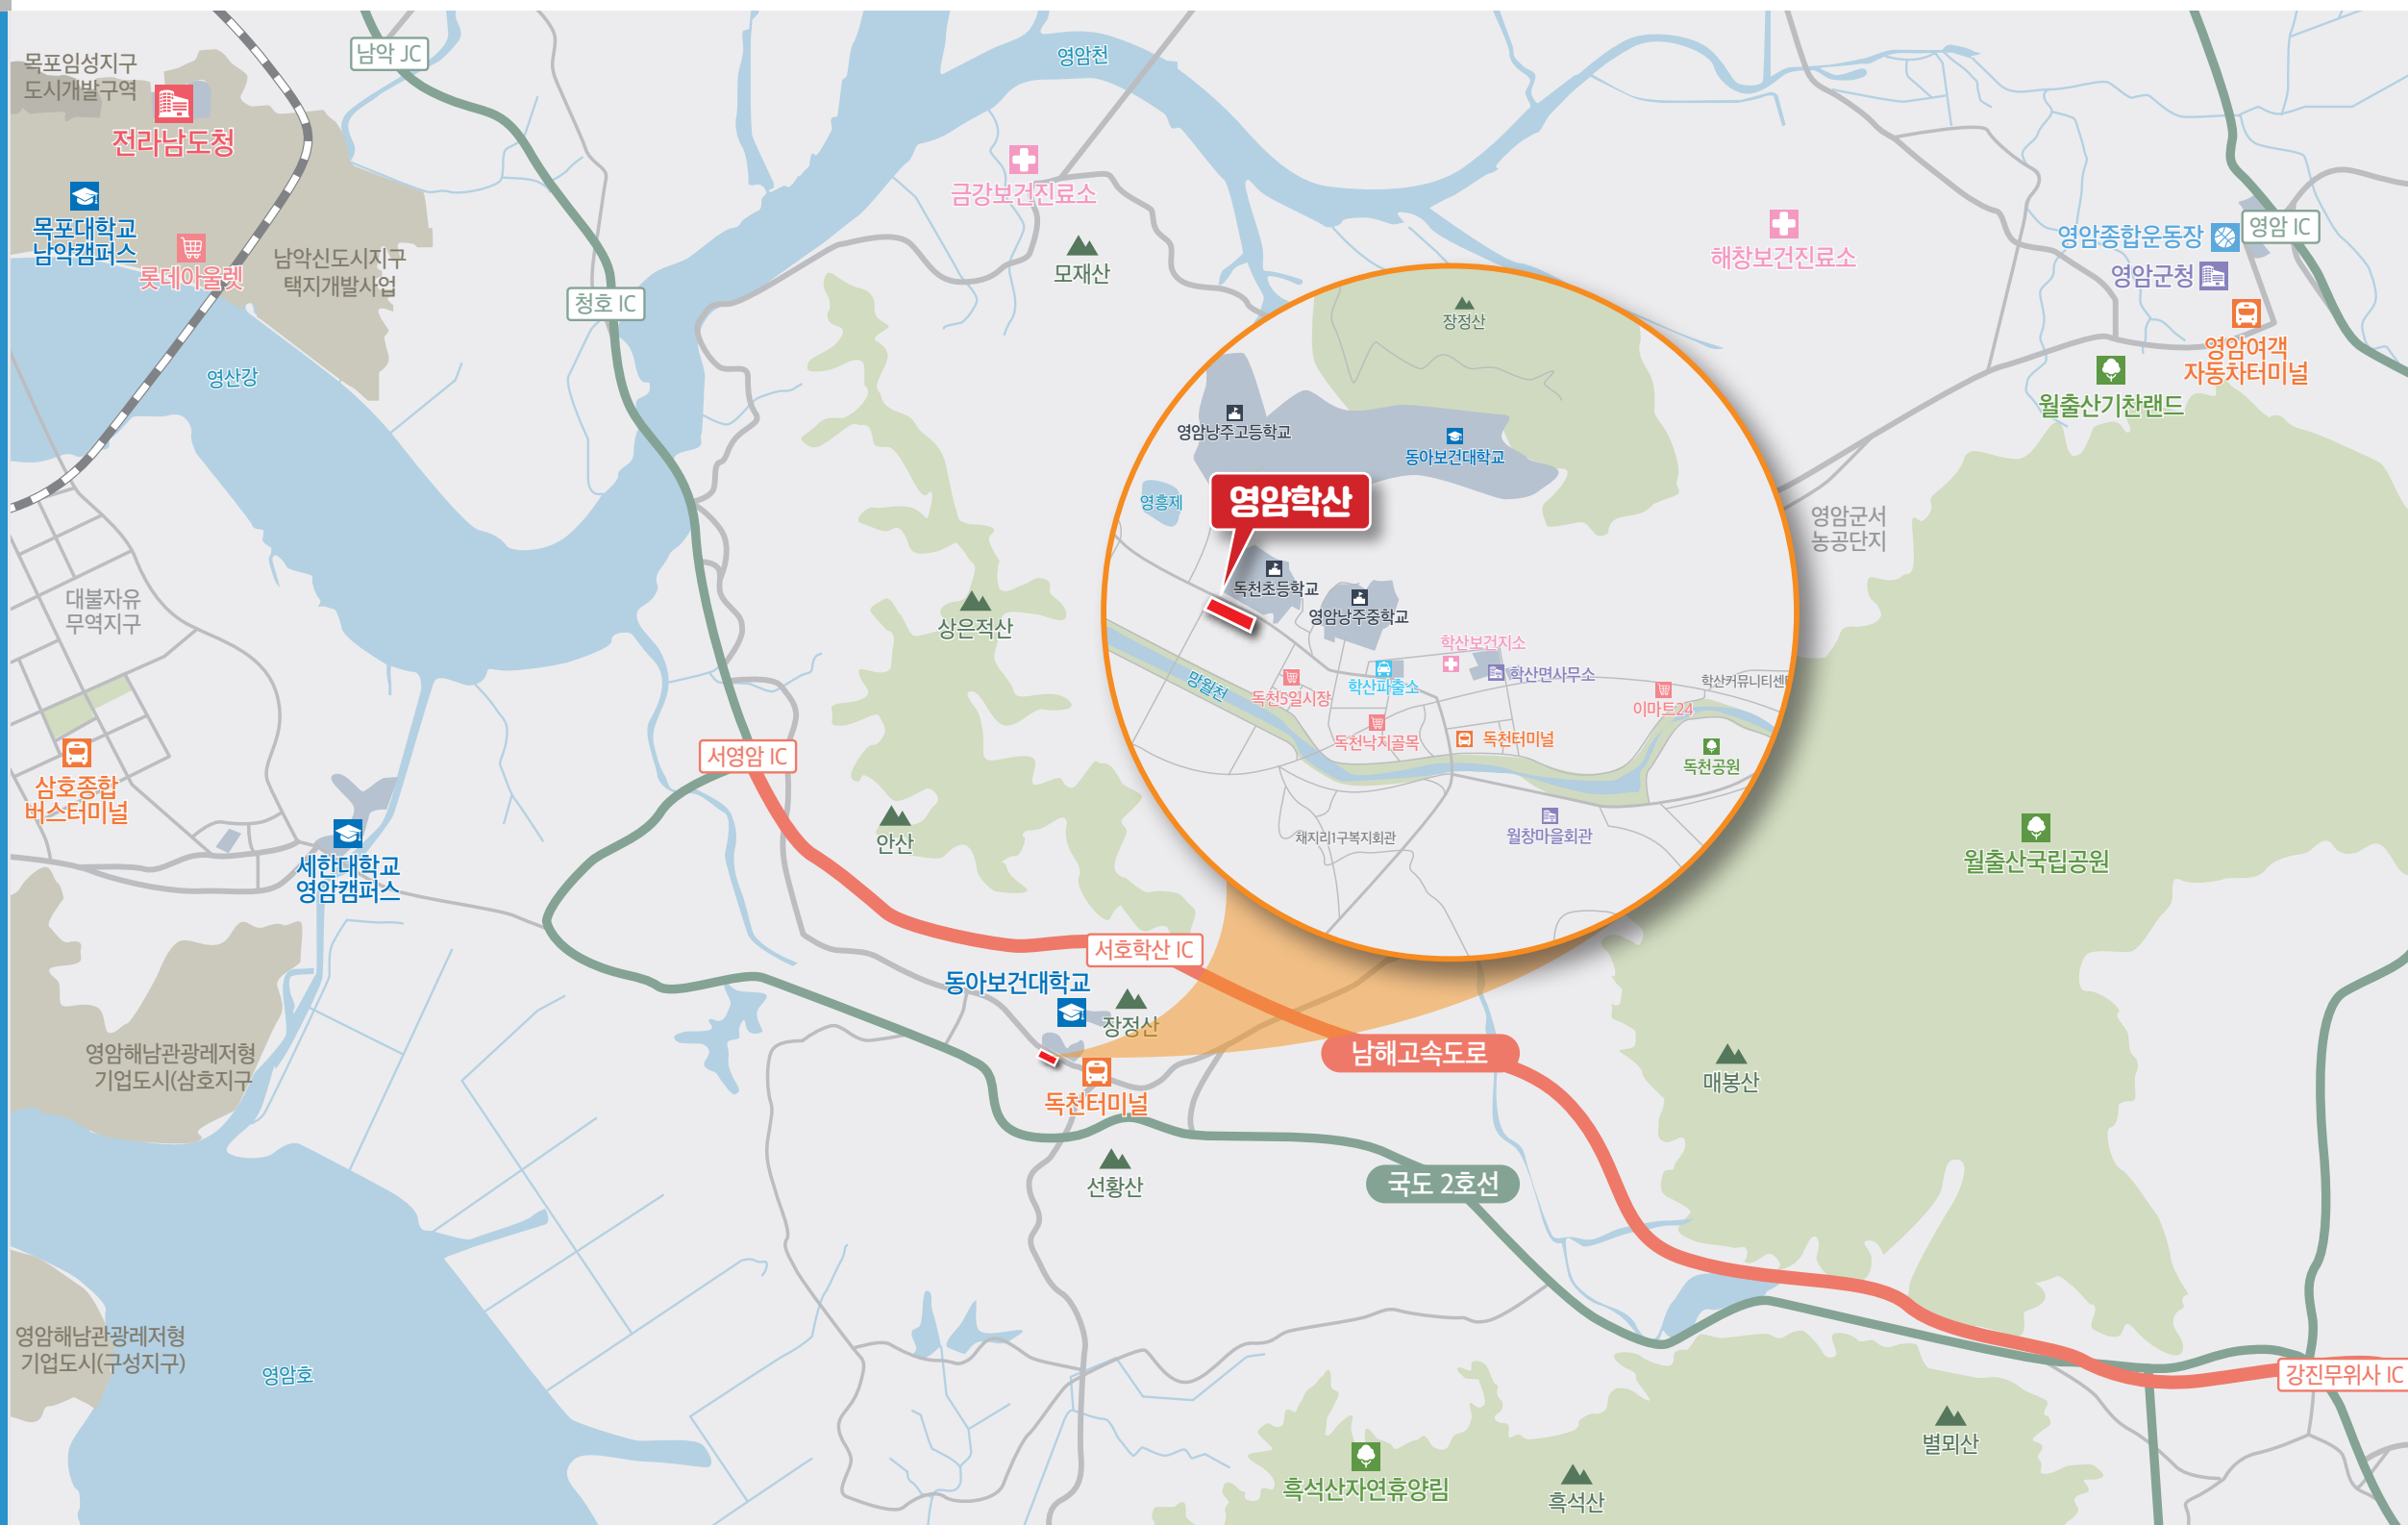 남악 JC
영암천
목포임성지구
도시개발구역
전라남도청
금강보건진료소
목포대학교
남악캠퍼스
롯데아울렛
남악신도시지구
택지개발사업
모재산
해창보건진료소
영암종합운동장
영암 IC
영암군청
청호 IC
영암여객
자동차터미널
영산강
월출산기찬랜드
장정산
영암낭주고등학교
동아보건대학교
영흥제
영암학산
영암군서
농공단지
독천초등학교
영암낭주중학교
대불자유
무역지구
상은적산
학산보건지소
학산면사무소
학산파출소
망월천
독천5일시장
이마트24
학산커뮤니티센터
독천낙지골목
독천터미널
독천공원
서영암 IC
삼호종합
버스터미널
안산
채지리1구복지회관
월창마을회관
세한대학교
영암캠퍼스
월출산국립공원
서호학산 IC
동아보건대학교
장정산
남해고속도로
영암해남관광레저형
기업도시(삼호지구
매봉산
독천터미널
선황산
국도 2호선
영암해남관광레저형
기업도시(구성지구)
영암호
강진무위사 IC
별뫼산
흑석산자연휴양림
흑석산